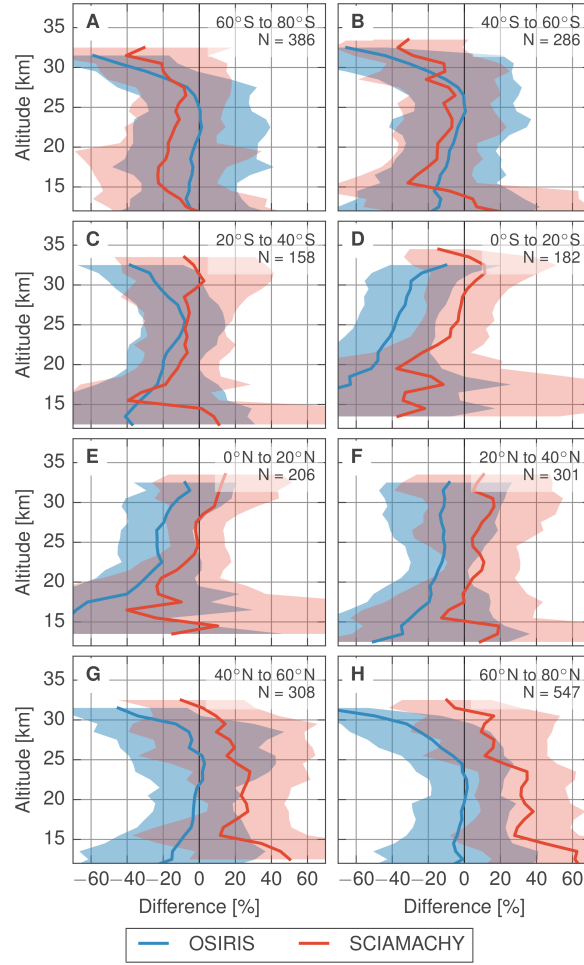 A 60°S to 80°S
N = 386
B 40°S to 60°S
N = 286
Altitude [km]
35
30
25
20
15
C 20°S to 40°S
N = 158
D 0°S to 20°S
N = 182
Altitude [km]
35
30
25
20
15
E 0°N to 20°N
N = 206
F 20°N to 40°N
N = 301
Altitude [km]
35
30
25
20
15
G 40°N to 60°N
N = 308
H 60°N to 80°N
N = 547
Altitude [km]
35
30
25
20
15
−60 −40 −20 0 20 40 60
−60 −40 −20 0 20 40 60
Difference [%]
Difference [%]
OSIRIS SCIAMACHY